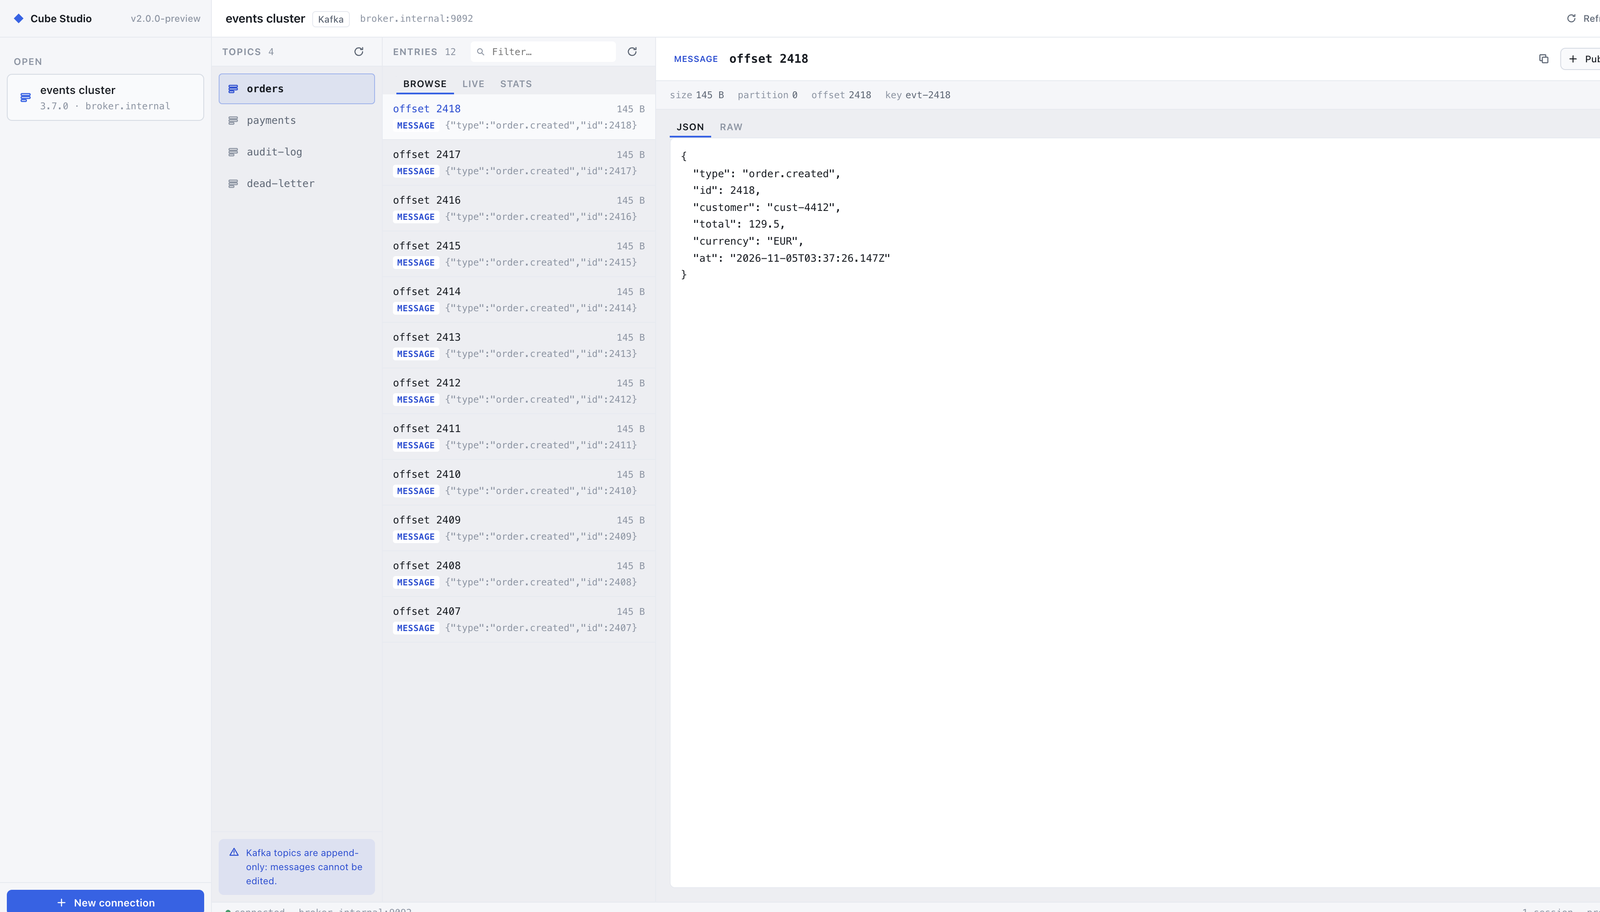 Cube Studio
v2.0.0-preview
OPEN
events cluster
3.7.0 · broker.internal
New connection
events cluster
Kafka
broker.internal:9092
TOPICS 4
orders
payments
audit-log
dead-letter
Kafka topics are append-
only: messages cannot be
edited.
ENTRIES 12
Filter…
BROWSE LIVE STATS
offset 2418 145 B
MESSAGE {"type":"order.created","id":2418}
offset 2417 145 B
MESSAGE {"type":"order.created","id":2417}
offset 2416 145 B
MESSAGE {"type":"order.created","id":2416}
offset 2415 145 B
MESSAGE {"type":"order.created","id":2415}
offset 2414 145 B
MESSAGE {"type":"order.created","id":2414}
offset 2413 145 B
MESSAGE {"type":"order.created","id":2413}
offset 2412 145 B
MESSAGE {"type":"order.created","id":2412}
offset 2411 145 B
MESSAGE {"type":"order.created","id":2411}
offset 2410 145 B
MESSAGE {"type":"order.created","id":2410}
offset 2409 145 B
MESSAGE {"type":"order.created","id":2409}
offset 2408 145 B
MESSAGE {"type":"order.created","id":2408}
offset 2407 145 B
MESSAGE {"type":"order.created","id":2407}
MESSAGE offset 2418
size 145 B partition 0 offset 2418 key evt-2418
JSON RAW
{
"type": "order.created",
"id": 2418,
"customer": "cust-4412",
"total": 129.5,
"currency": "EUR",
"at": "2026-11-05T03:37:26.147Z"
}